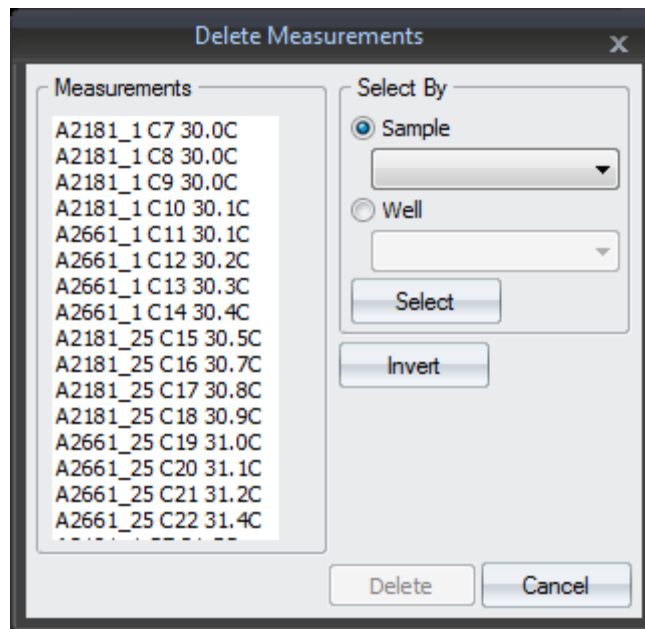 Delete Measurements
x
Measurements
A2181_1 C7 30.0C
A2181_1 C8 30.0C
A2181_1 C9 30.0C
A2181_1 C10 30.1C
A2661_1 C11 30.1C
A2661_1 C12 30.2C
A2661_1 C13 30.3C
A2661_1 C14 30.4C
A2181_25 C15 30.5C
A2181_25 C16 30.7C
A2181_25 C17 30.8C
A2181_25 C18 30.9C
A2661_25 C19 31.0C
A2661_25 C20 31.1C
A2661_25 C21 31.2C
A2661_25 C22 31.4C
Select By
Sample
Well
Select
Invert
Delete
Cancel